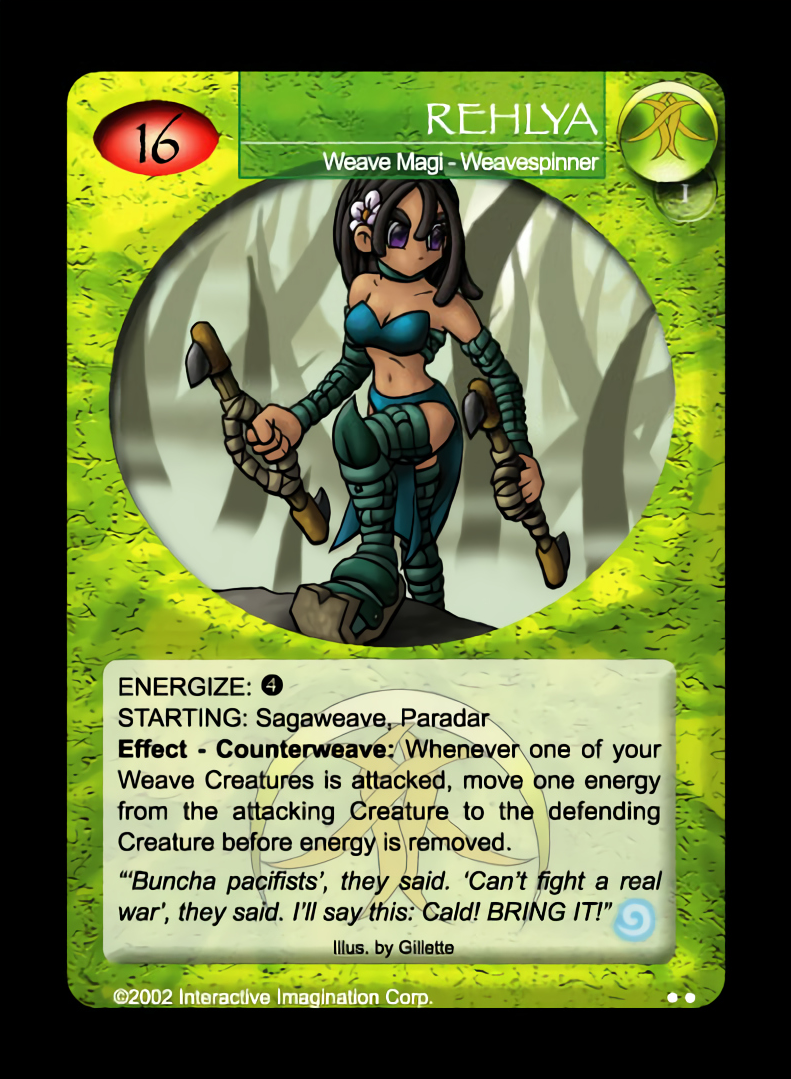 16
REHLYA
Weave Magi - Weavespinner
I
ENERGIZE: ❹
STARTING: Sagaweave, Paradar
Effect - Counterweave: Whenever one of your
Weave Creatures is attacked, move one energy
from the attacking Creature to the defending
Creature before energy is removed.
“‘Buncha pacifists’, they said. ‘Can’t fight a real
war’, they said. I’ll say this: Cald! BRING IT!”
Illus. by Gillette
©2002 Interactive Imagination Corp.